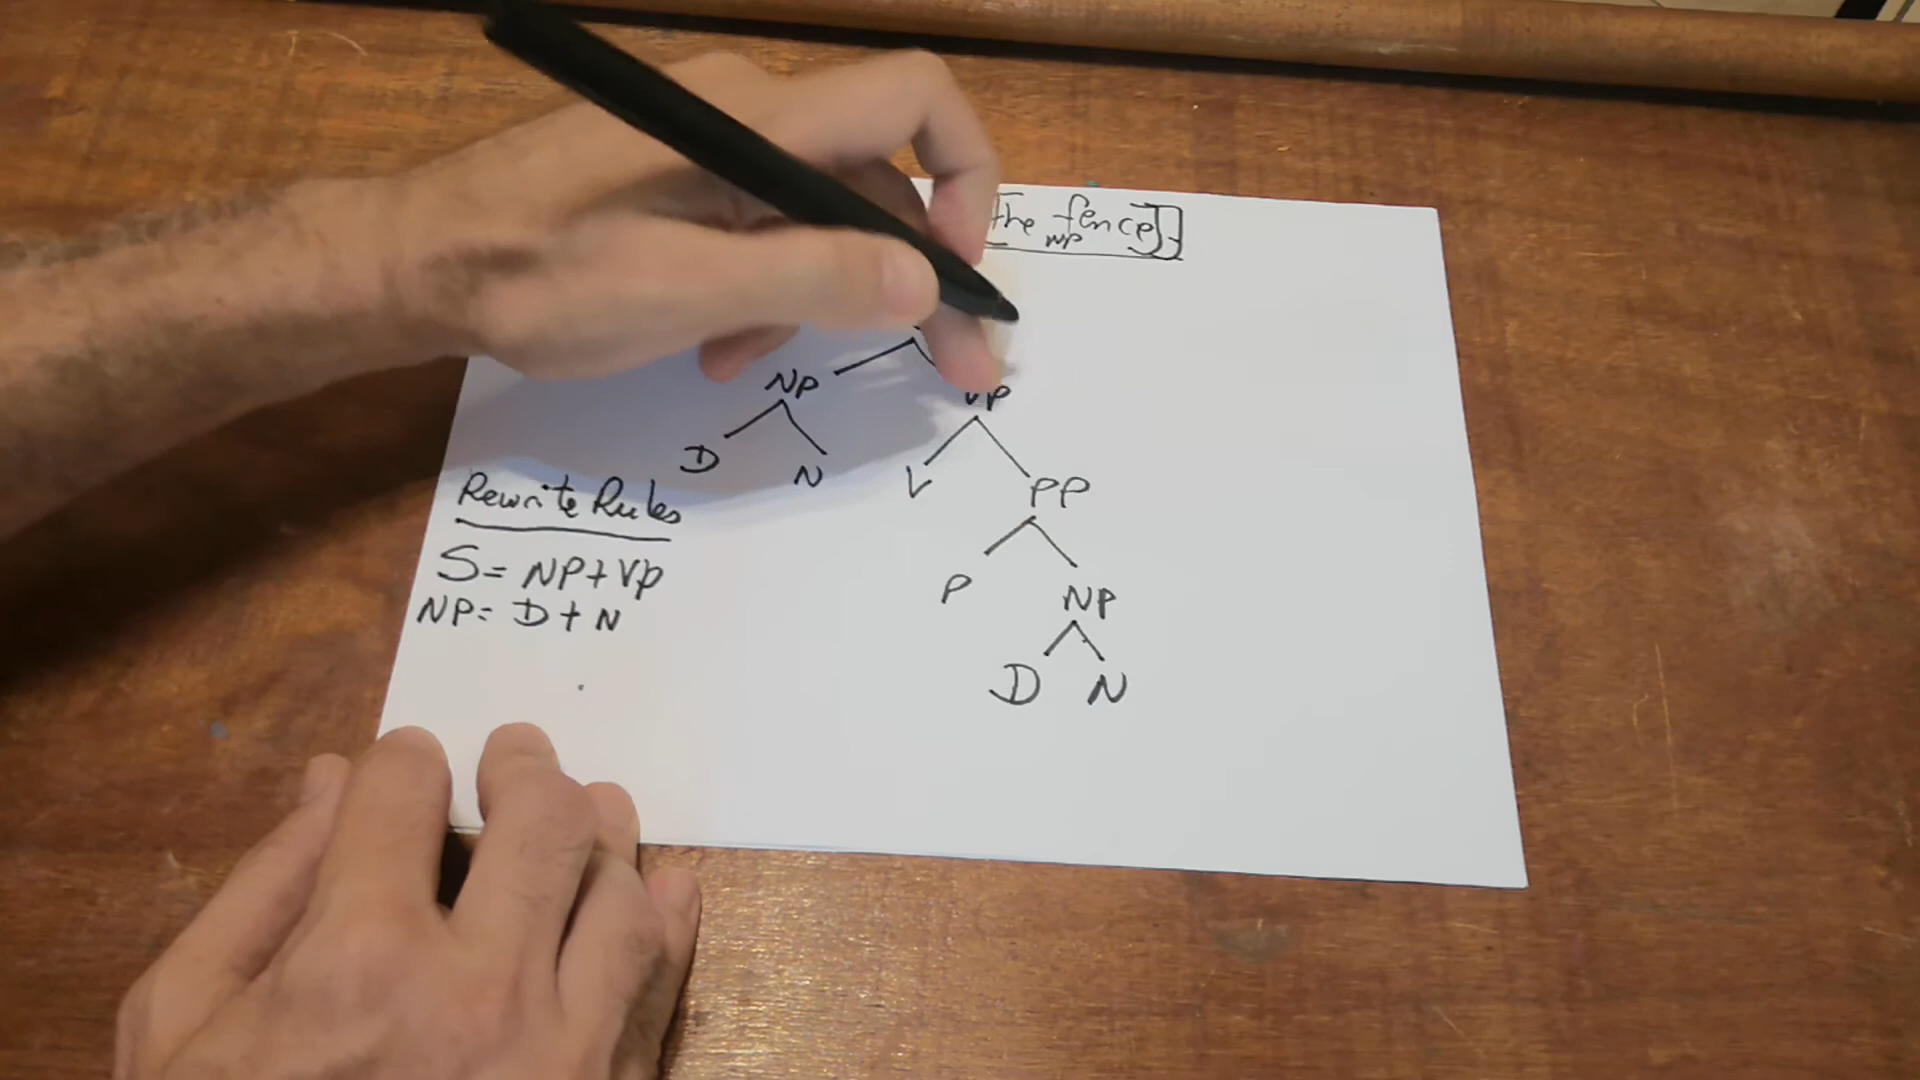 the fence]]
NP
NP VP
D N V PP
Rewrite Rules
S= NP+VP
P NP
NP= D+N
D N